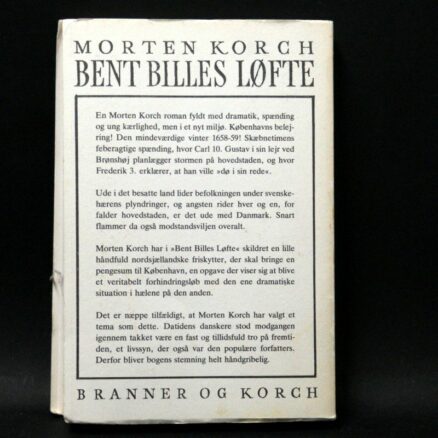 MORTEN KORCH
BENT BILLES LØFTE
En Morten Korch roman fyldt med dramatik, spænding
og ung kærlighed, men i et nyt miljø. Københavns belej-
ring! Den mindeværdige vinter 1658-59! Skæbnetimens
feberagtige spænding, hvor Carl 10. Gustav i sin lejr ved
Brønshøj planlægger stormen på hovedstaden, og hvor
Frederik 3. erklærer, at han ville »dø i sin rede«.
Ude i det besatte land lider befolkningen under svenske-
hærens plyndringer, og angsten rider hver og en, for
falder hovedstaden, er det ude med Danmark. Snart
flammer da også modstandsviljen overalt.
Morten Korch har i »Bent Billes Løfte« skildret en lille
håndfuld nordsjællandske friskytter, der skal bringe en
pengesum til København, en opgave der viser sig at blive
et veritabelt forhindringsløb med den ene dramatiske
situation i hælene på den anden.
Det er næppe tilfældigt, at Morten Korch har valgt et
tema som dette. Datidens danskere stod modgangen
igennem takket være en fast og tillidsfuld tro på fremti-
den, et livssyn, der også var den populære forfatters.
Derfor bliver bogens stemning helt håndgribelig.
BRANNER OG KORCH